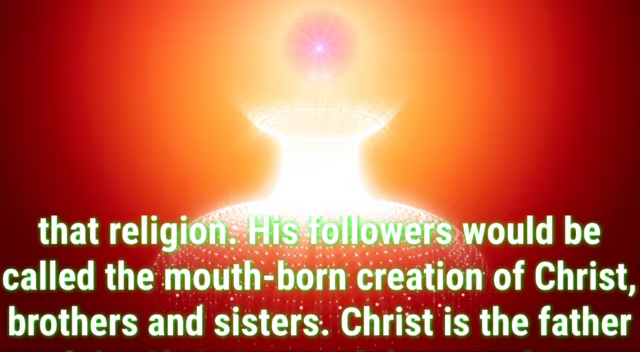 that religion. His followers would be
called the mouth-born creation of Christ,
brothers and sisters. Christ is the father